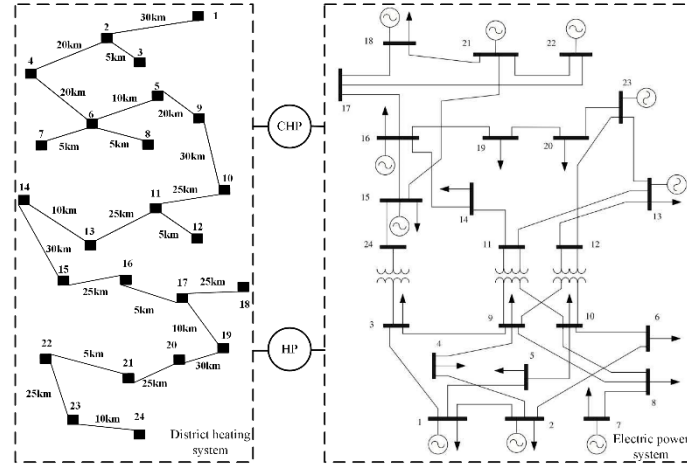 30km
1
2
20km
5km
3
4
20km
5
10km
20km
9
6
7
5km
5km
8
30km
10
14
11
25km
10km
25km
5km
12
13
30km
15
16
25km
17
25km
18
5km
10km
19
22
5km
20
30km
21
25km
25km
23
10km
24
District heating
system
CHP
HP
18
21
22
17
23
16
19
20
15
14
13
24
11
12
3
9
10
6
4
5
8
1
2
7
Electric power
system